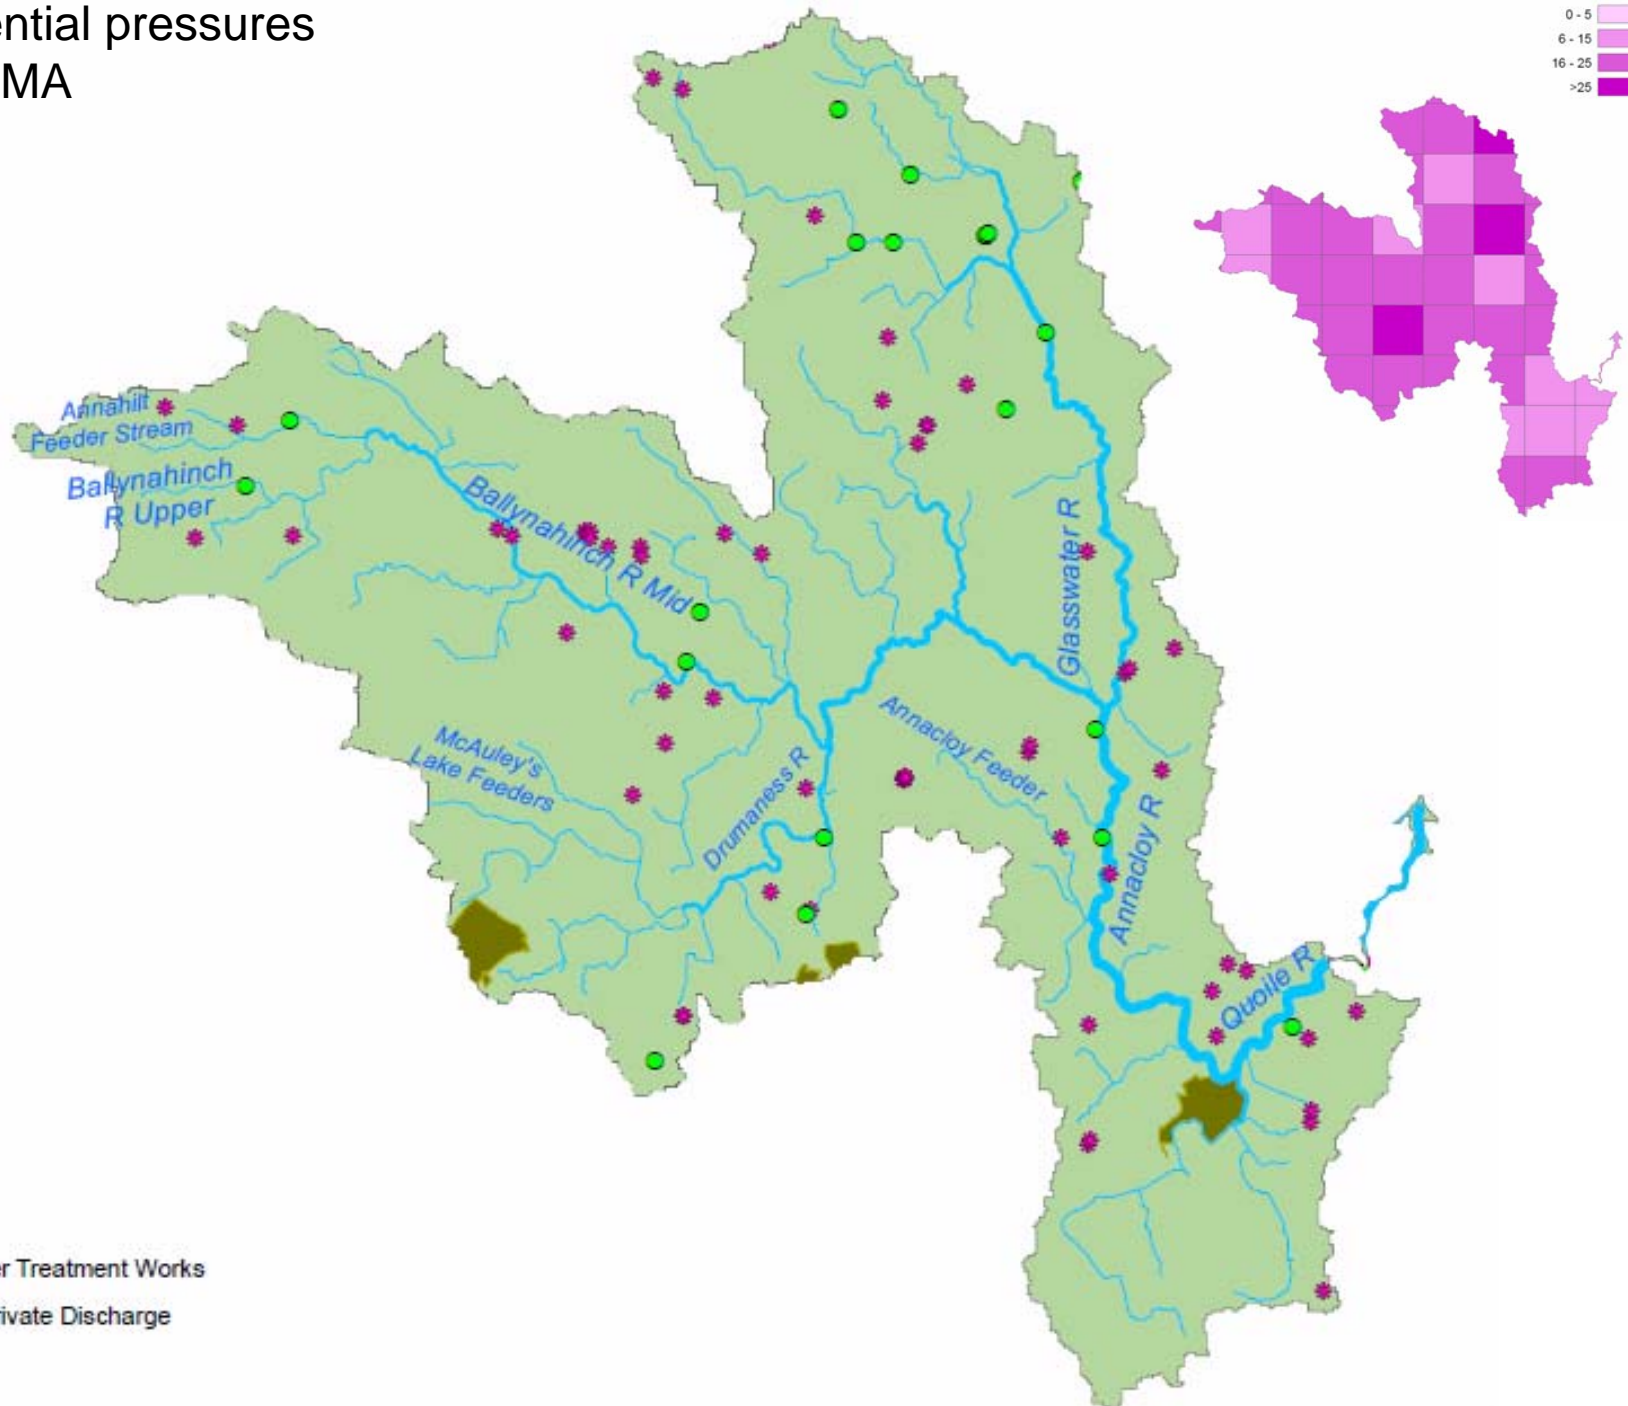 ential pressures
MA
0 - 5
6 - 15
16 - 25
>25
Annahilt
Feeder Stream
Ballynahinch
R Upper
Ballynahinch R Mid
Glasswater R
McAuley's
Lake Feeders
Drumaness R
Annacloy Feeder
Annacloy R
Quoile R
er Treatment Works
rivate Discharge